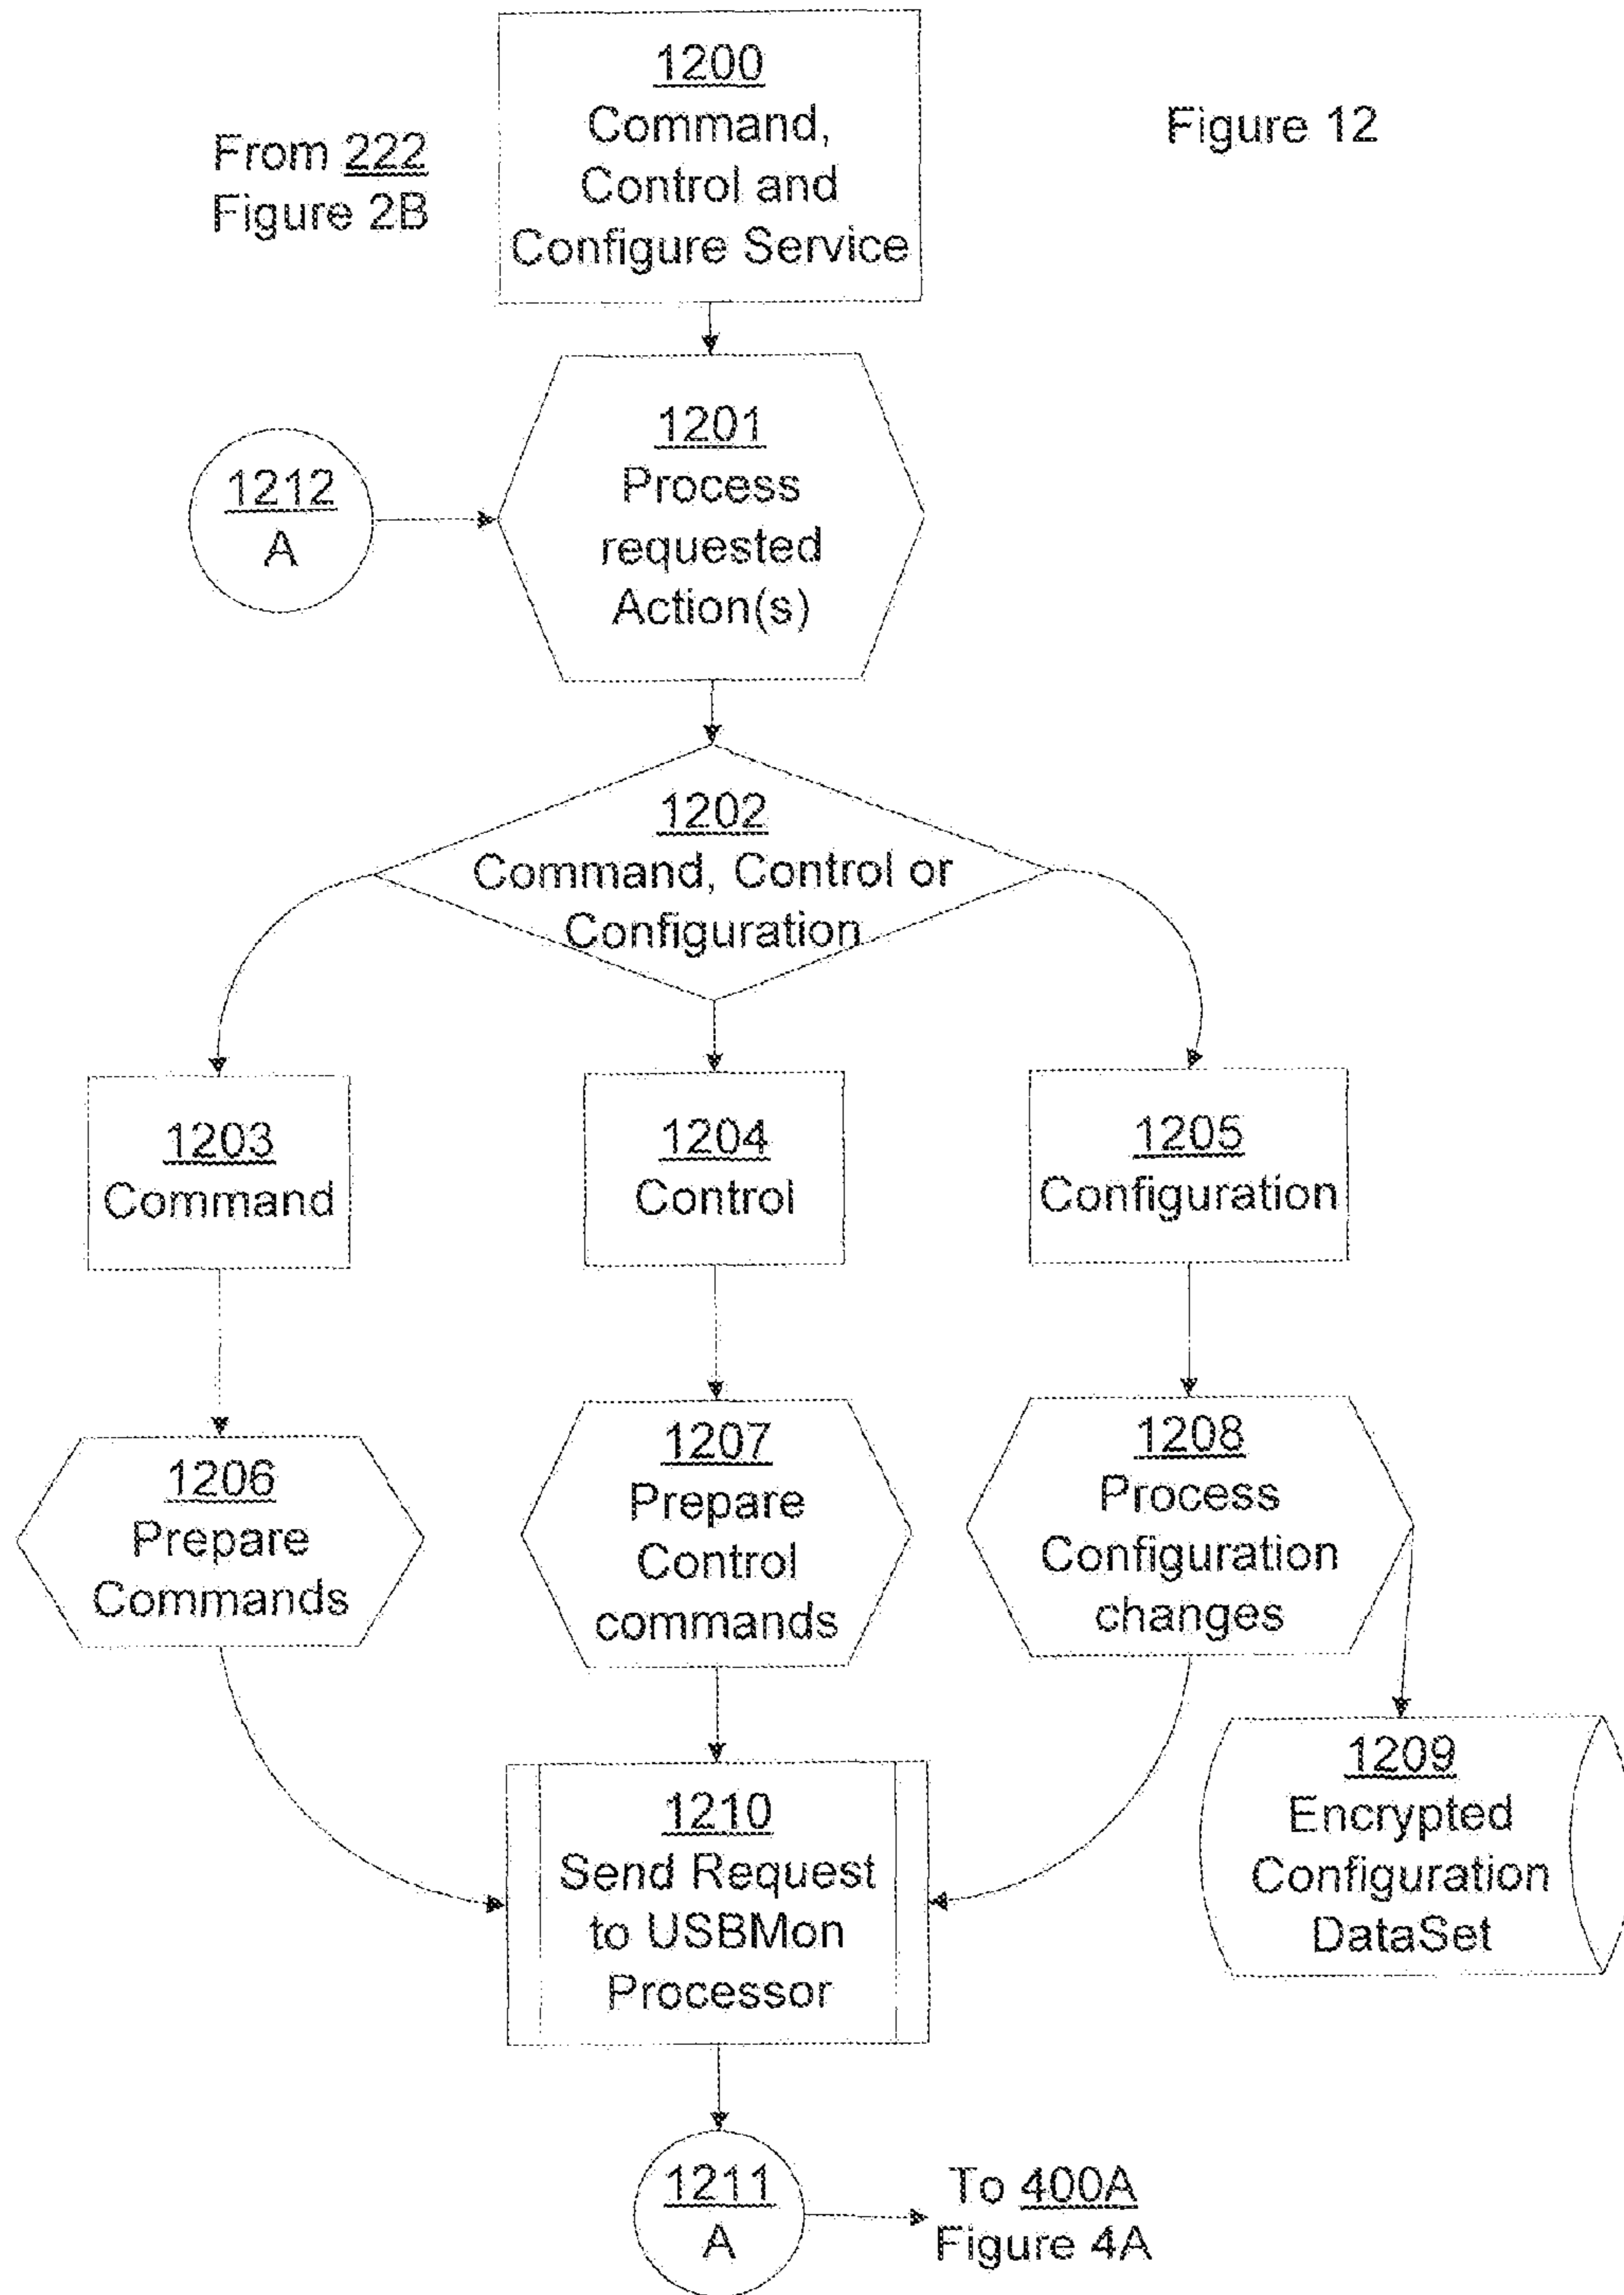 1200
Command,
Control and
Configure Service
From 222
Figure 2B
Figure 12
1201
Process
requested
Action(s)
1212
A
1202
Command, Control or
Configuration
1203
Command
1204
Control
1205
Configuration
1206
Prepare
Commands
1207
Prepare
Control
commands
1208
Process
Configuration
changes
1209
Encrypted
Configuration
DataSet
1210
Send Request
to USBMon
Processor
1211
A
To 400A
Figure 4A